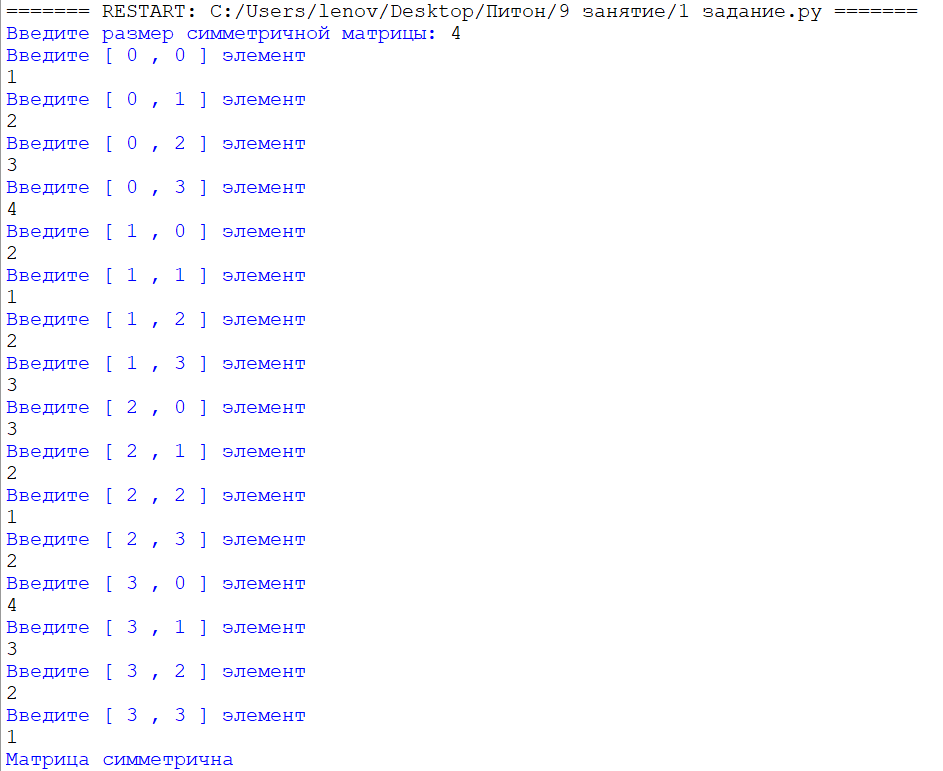 ======= RESTART: C:/Users/lenov/Desktop/Питон/9 занятие/1 задание.py =======
Введите размер симметричной матрицы: 4
Введите [ 0 , 0 ] элемент
1
Введите [ 0 , 1 ] элемент
2
Введите [ 0 , 2 ] элемент
3
Введите [ 0 , 3 ] элемент
4
Введите [ 1 , 0 ] элемент
2
Введите [ 1 , 1 ] элемент
1
Введите [ 1 , 2 ] элемент
2
Введите [ 1 , 3 ] элемент
3
Введите [ 2 , 0 ] элемент
3
Введите [ 2 , 1 ] элемент
2
Введите [ 2 , 2 ] элемент
1
Введите [ 2 , 3 ] элемент
2
Введите [ 3 , 0 ] элемент
4
Введите [ 3 , 1 ] элемент
3
Введите [ 3 , 2 ] элемент
2
Введите [ 3 , 3 ] элемент
1
Матрица симметрична